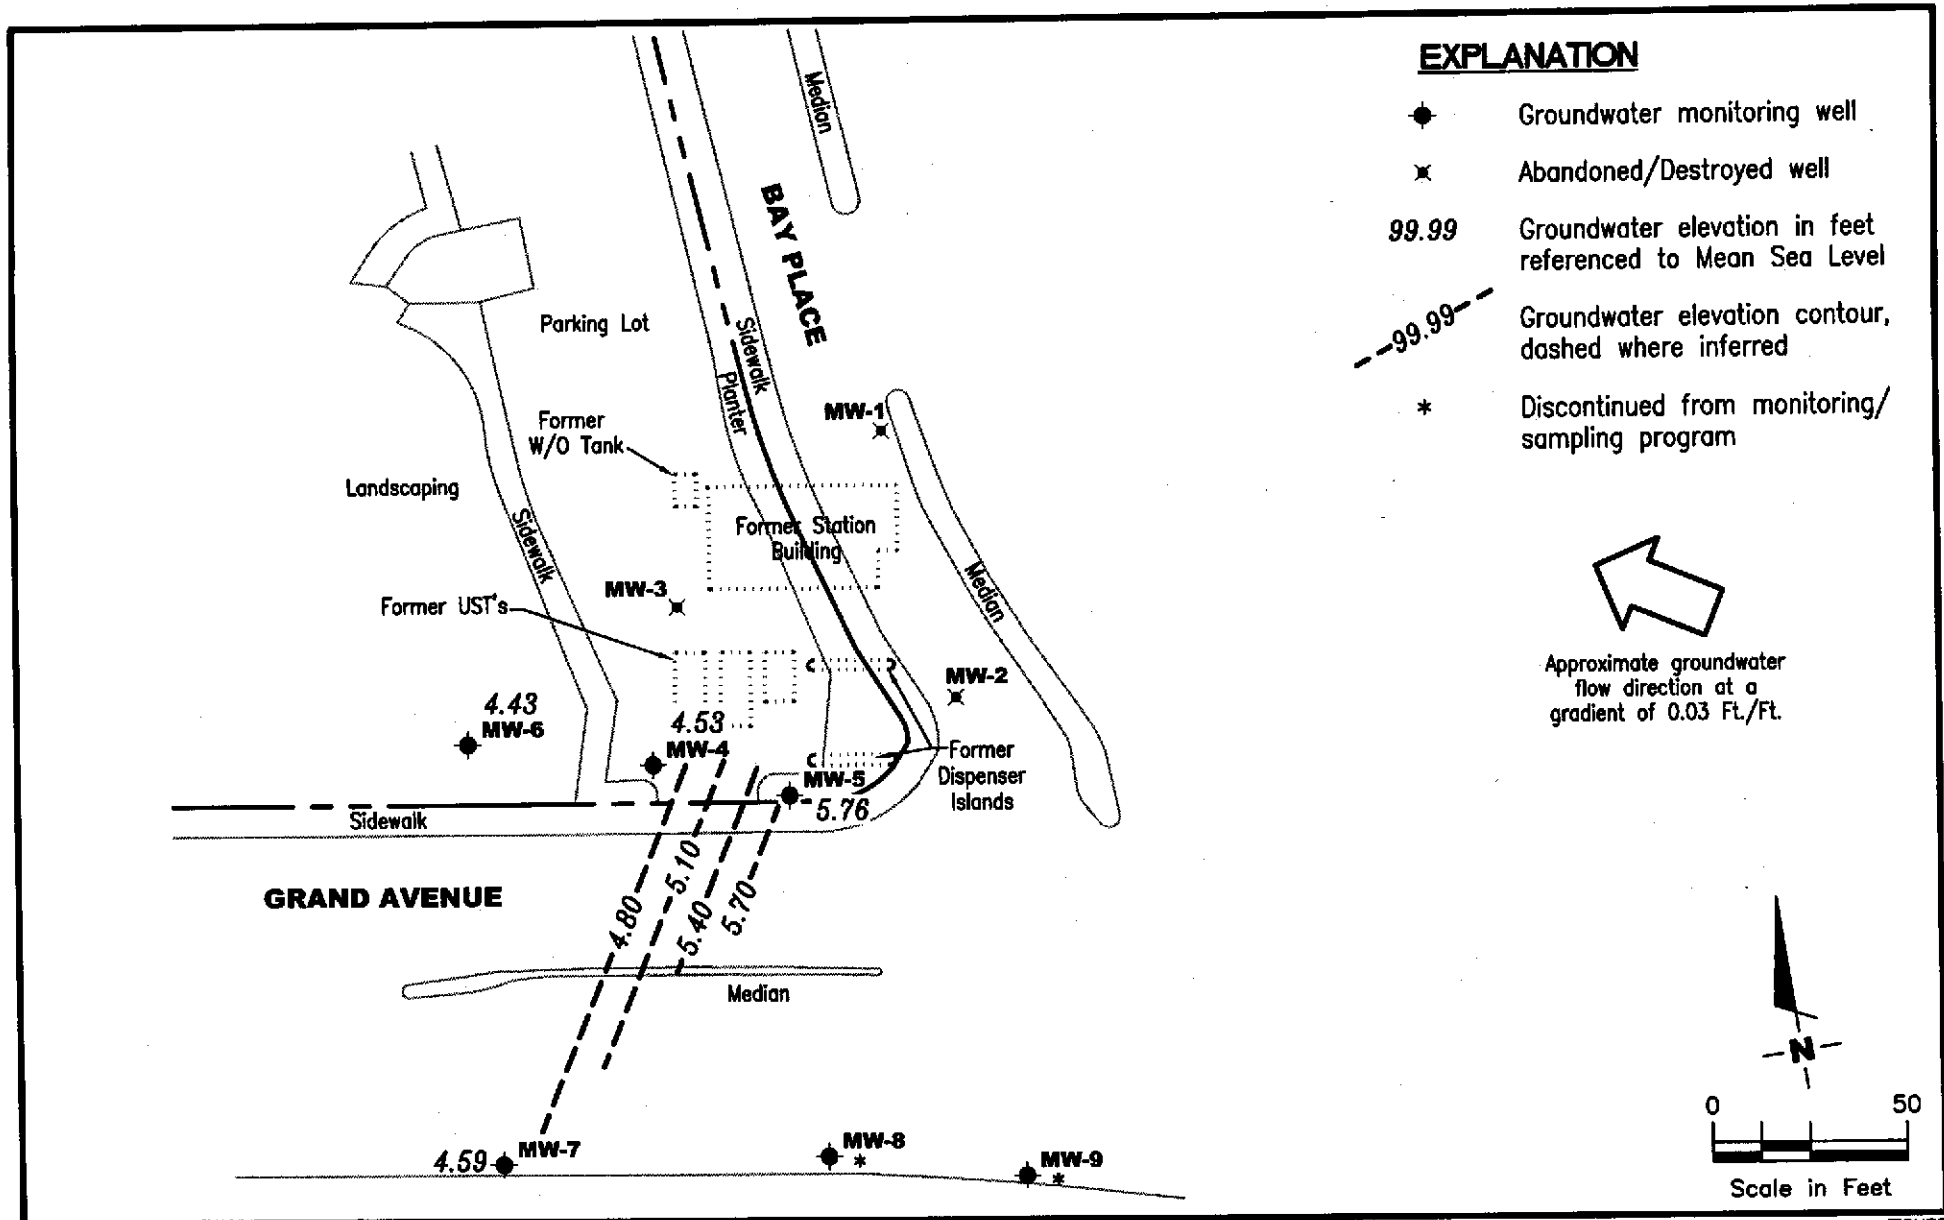 EXPLANATION
Groundwater monitoring well
Abandoned/Destroyed well
99.99
Groundwater elevation in feet
referenced to Mean Sea Level
99.99
Groundwater elevation contour,
dashed where inferred
*
Discontinued from monitoring/
sampling program
Approximate groundwater
flow direction at a
gradient of 0.03 Ft./Ft.
Median
BAY PLACE
Parking Lot
Sidewalk
Planter
MW-1
Former
W/O Tank
Landscaping
Sidewalk
Former Station
Building
Median
MW-3
Former UST's
MW-2
4.43
MW-6
4.53
MW-4
Former
Dispenser
Islands
MW-5
5.76
Sidewalk
GRAND AVENUE
4.80
5.10
5.40
5.70
Median
4.59
MW-7
MW-8
*
MW-9
*
N
0 50
Scale in Feet